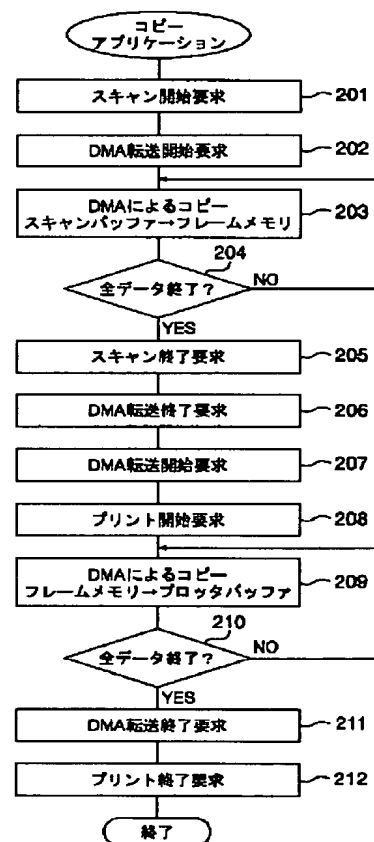 コピー
アプリケーション
スキャン開始要求
201
DMA転送開始要求
202
DMAによるコピー
スキャンバッファ→フレームメモリ
203
204
全データ終了？
NO
YES
スキャン終了要求
205
DMA転送終了要求
206
DMA転送開始要求
207
プリント開始要求
208
DMAによるコピー
フレームメモリ→プロッタバッファ
209
210
全データ終了？
NO
YES
DMA転送終了要求
211
プリント終了要求
212
終了